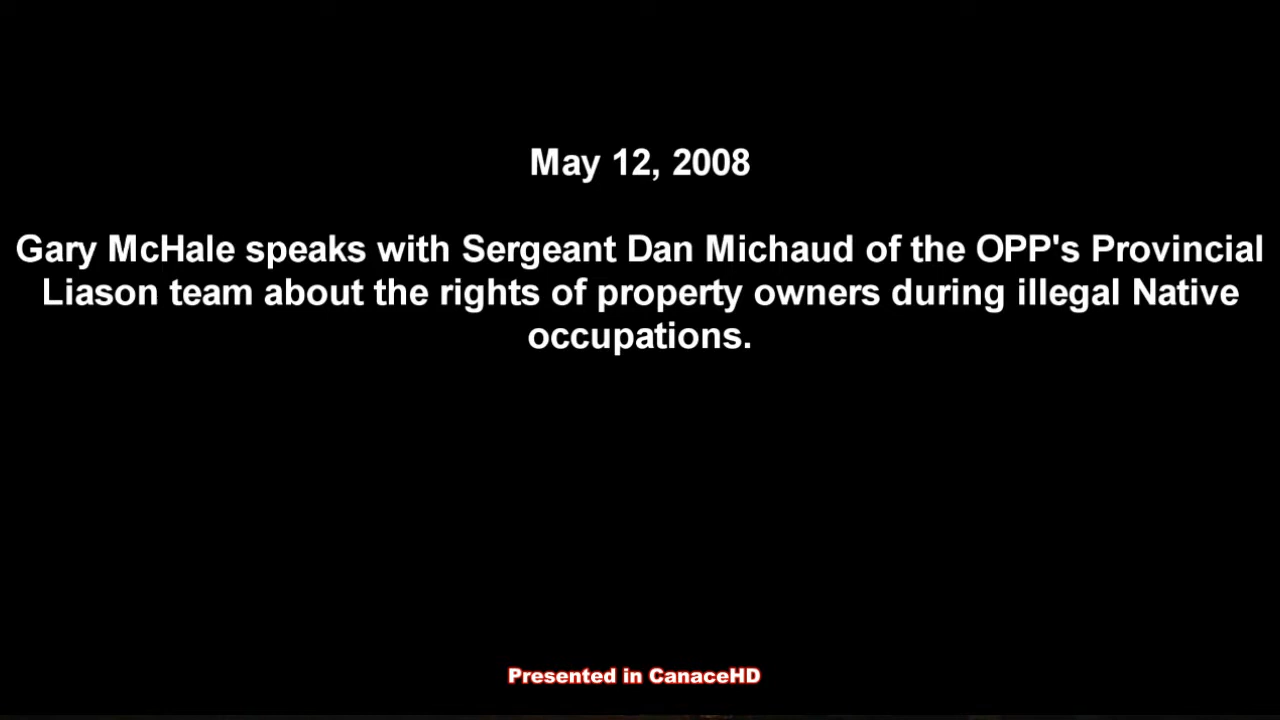 May 12, 2008
Gary McHale speaks with Sergeant Dan Michaud of the OPP's Provincial
Liason team about the rights of property owners during illegal Native
occupations.
Presented in CanaceHD